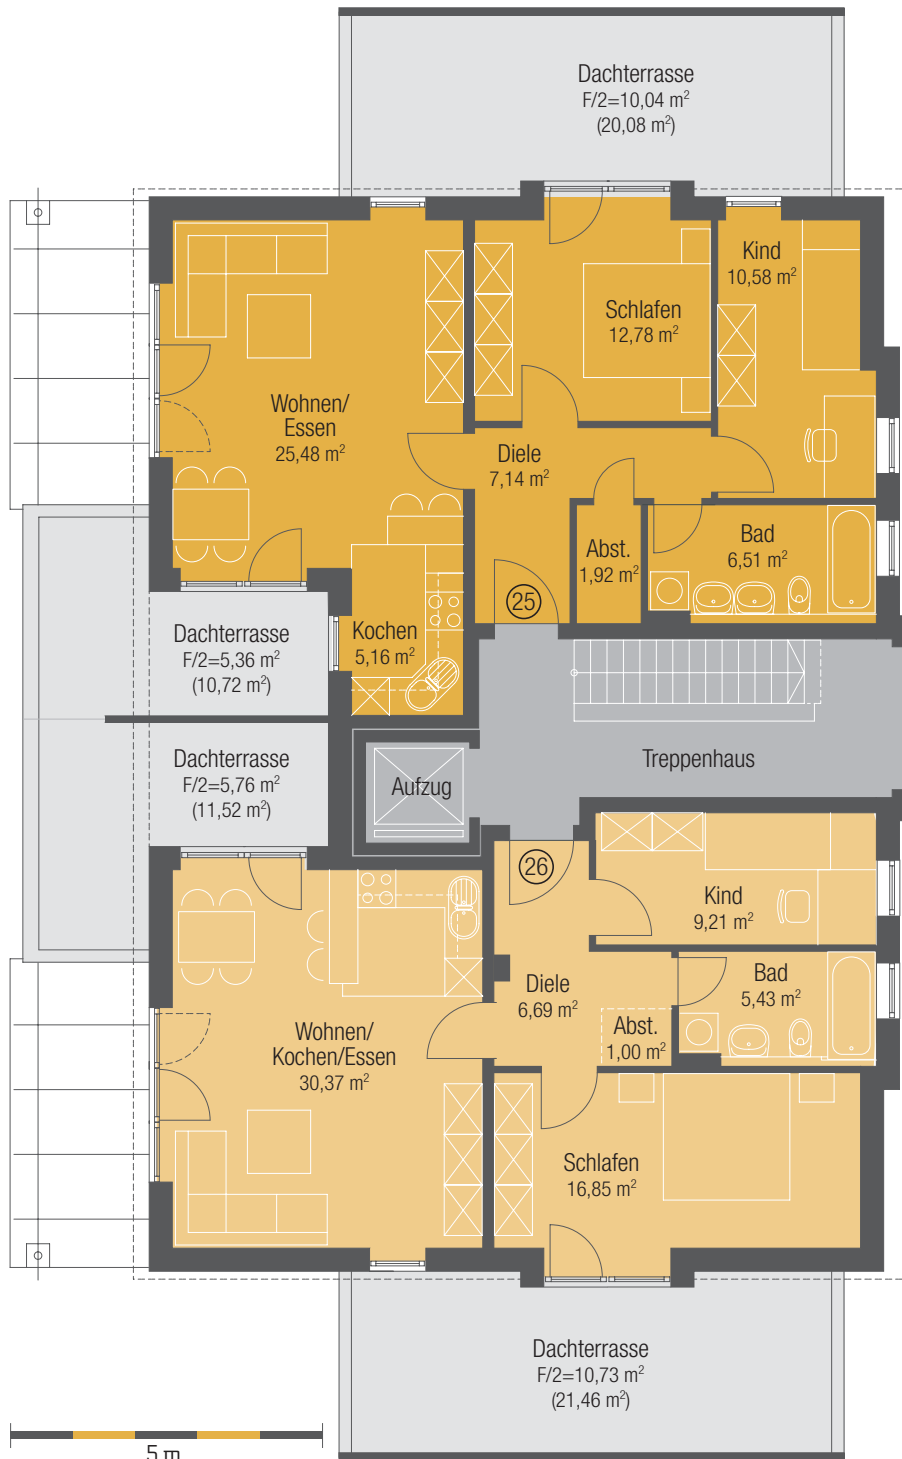 Dachterrasse
F/2=10,04 m²
(20,08 m²)
Kind
10,58 m²
Schlafen
12,78 m²
Wohnen/
Essen
25,48 m²
Diele
7,14 m²
Abst.
1,92 m²
Bad
6,51 m²
25
Kochen
5,16 m²
Dachterrasse
F/2=5,36 m²
(10,72 m²)
Dachterrasse
F/2=5,76 m²
(11,52 m²)
Aufzug
Treppenhaus
26
Kind
9,21 m²
Diele
6,69 m²
Bad
5,43 m²
Abst.
1,00 m²
Wohnen/
Kochen/Essen
30,37 m²
Schlafen
16,85 m²
Dachterrasse
F/2=10,73 m²
(21,46 m²)
5 m